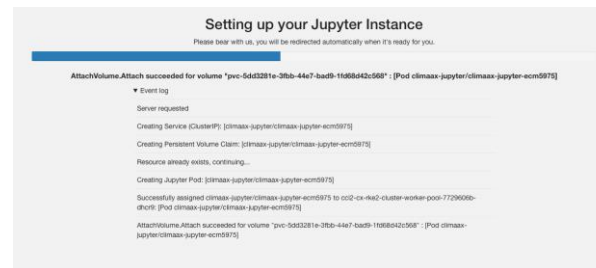 Setting up your Jupyter Instance
Please bear with us, you will be redirected automatically when it's ready for you.
AttachVolume.Attach succeeded for volume "pvc-5dd3281e-3fbb-44e7-bad9-1fd68d42c568" : [Pod climaax-jupyter/climaax-jupyter-ecm5975]
▼ Event log
Server requested
Creating Service (ClusterIP): [climaax-jupyter/climaax-jupyter-ecm5975]
Creating Persistent Volume Claim: [climaax-jupyter/climaax-jupyter-ecm5975]
Resource already exists, continuing...
Creating Jupyter Pod: [climaax-jupyter/climaax-jupyter-ecm5975]
Successfully assigned climaax-jupyter/climaax-jupyter-ecm5975 to cci2-cx-rke2-cluster-worker-pool-7729606b-
dhcr9: [Pod climaax-jupyter/climaax-jupyter-ecm5975]
AttachVolume.Attach succeeded for volume "pvc-5dd3281e-3fbb-44e7-bad9-1fd68d42c568" : [Pod climaax-
jupyter/climaax-jupyter-ecm5975]